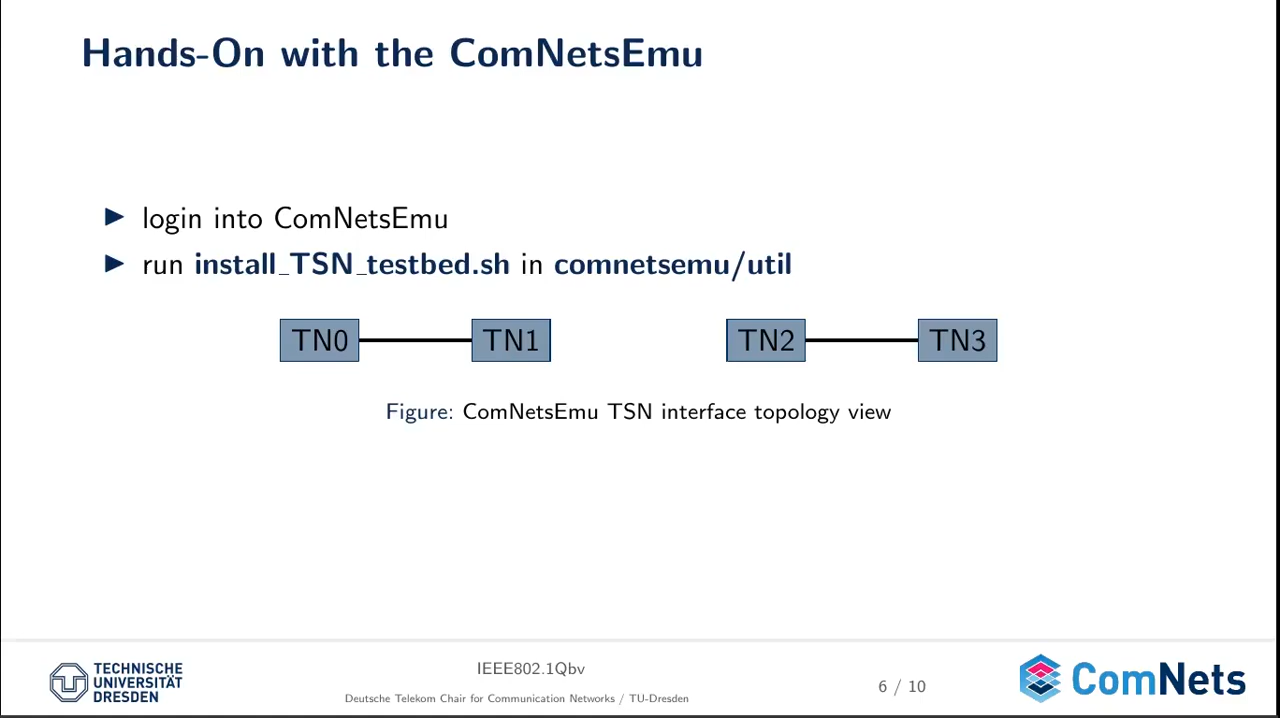 Hands-On with the ComNetsEmu
▶ login into ComNetsEmu
▶ run install_TSN_testbed.sh in comnetsemu/util
TN0 TN1 TN2 TN3
Figure: ComNetsEmu TSN interface topology view
TECHNISCHE
UNIVERSITÄT
DRESDEN
IEEE802.1Qbv
Deutsche Telekom Chair for Communication Networks / TU-Dresden
6 / 10
ComNets